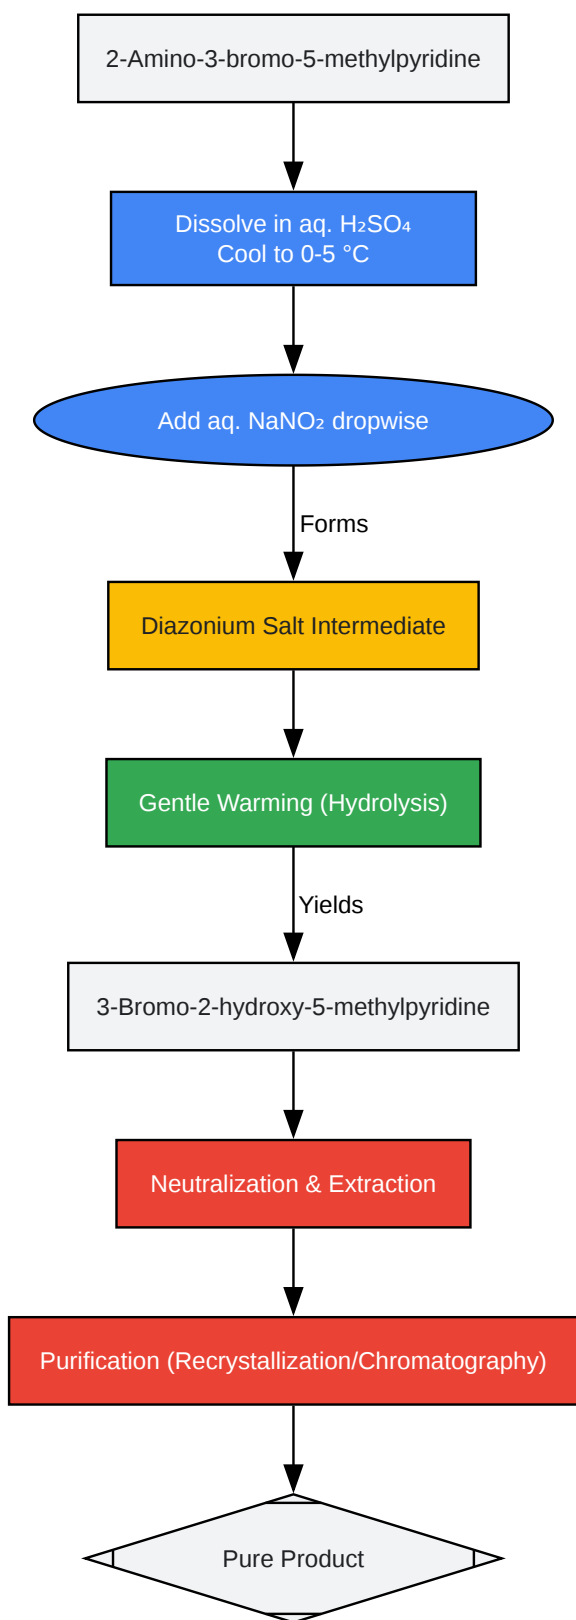 2-Amino-3-bromo-5-methylpyridine
Dissolve in aq. H₂SO₄
Cool to 0-5 °C
Add aq. NaNO₂ dropwise
Forms
Diazonium Salt Intermediate
Gentle Warming (Hydrolysis)
Yields
3-Bromo-2-hydroxy-5-methylpyridine
Neutralization & Extraction
Purification (Recrystallization/Chromatography)
Pure Product